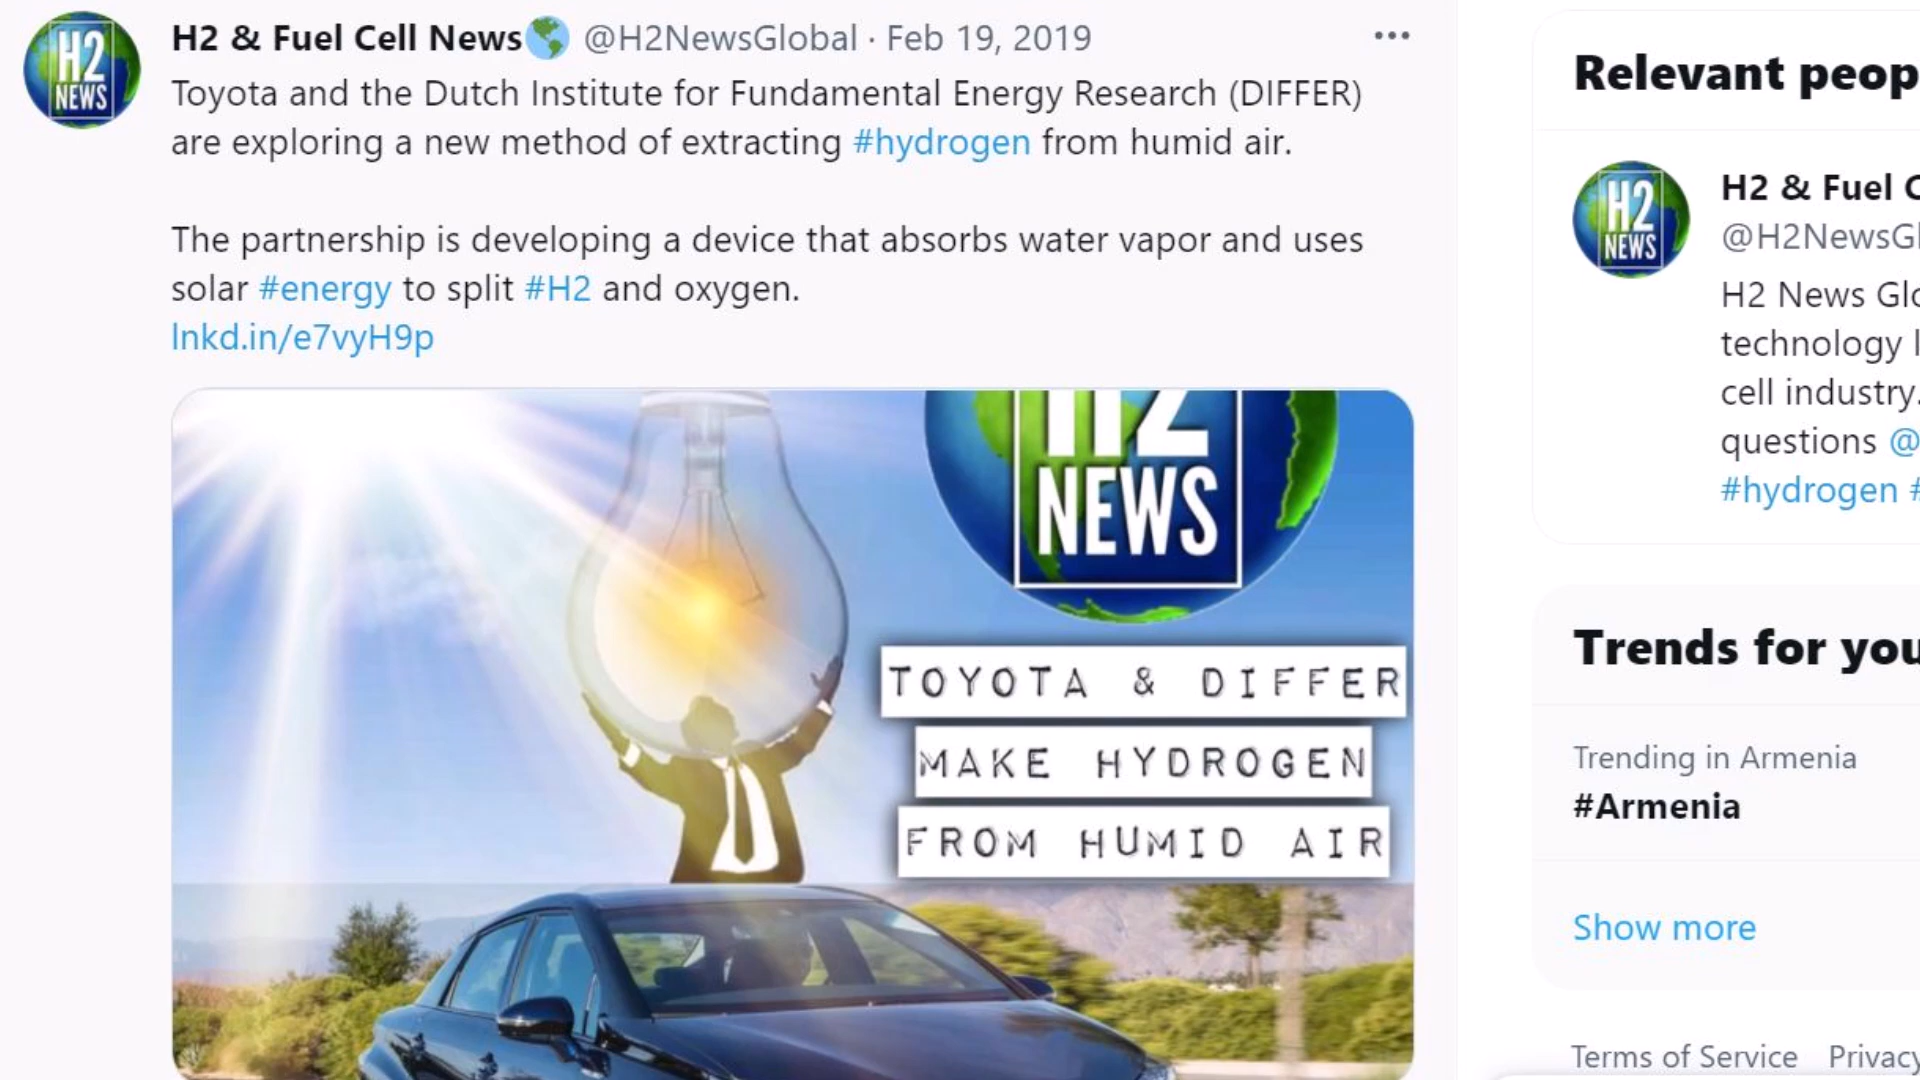 H2 & Fuel Cell News @H2NewsGlobal · Feb 19, 2019
H2
NEWS
Toyota and the Dutch Institute for Fundamental Energy Research (DIFFER)
are exploring a new method of extracting #hydrogen from humid air.
The partnership is developing a device that absorbs water vapor and uses
solar #energy to split #H2 and oxygen.
lnkd.in/e7vyH9p
H2
NEWS
TOYOTA & DIFFER
MAKE HYDROGEN
FROM HUMID AIR
Relevant peop
H2
NEWS
H2 & Fuel C
@H2NewsGl
H2 News Glo
technology l
cell industry.
questions @
#hydrogen #
Trends for you
Trending in Armenia
#Armenia
Show more
Terms of Service Privacy